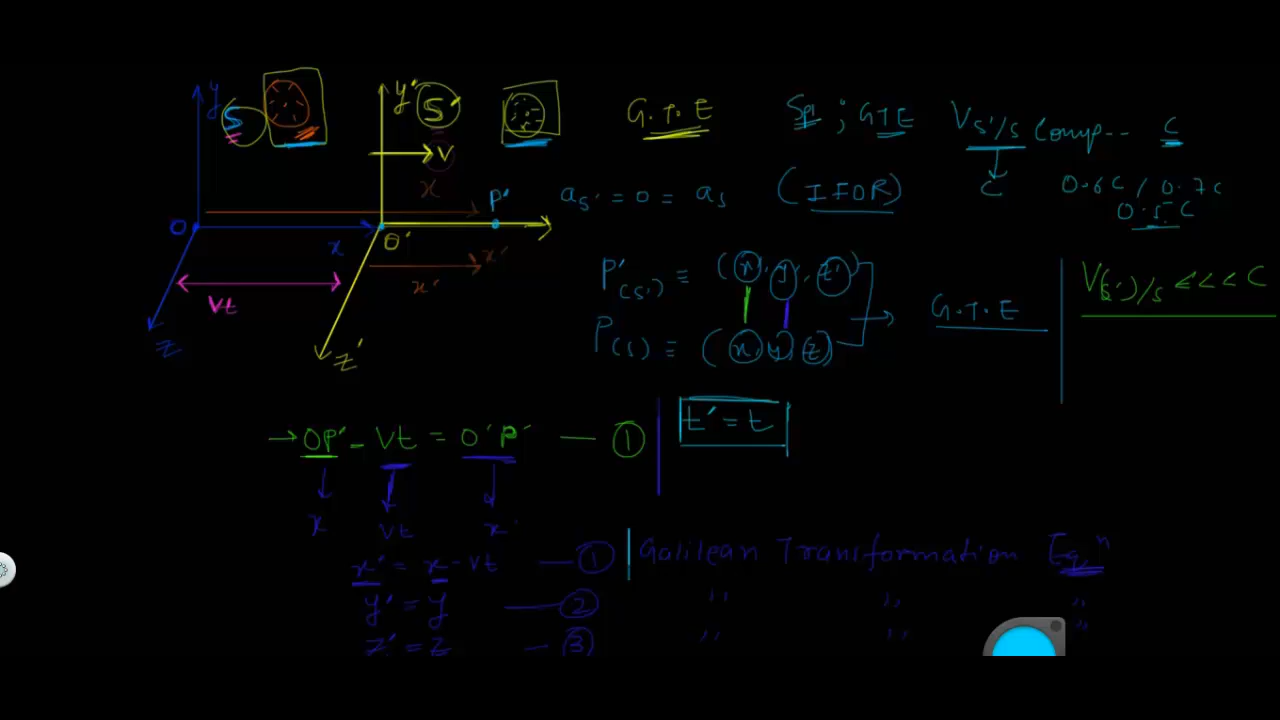 y S y' S' G.T.E Sp ; GTE Vs'/s Comp-- C
V C 0.6C / 0.7C
x P' as' = 0 = as (IFOR) 0.5 C
O O' x x'
x'
Vt
P'(s') ≡ (x', y', z') V(s')/s <<< C
G.T.E
P(s) ≡ (x, y, z)
z z'
→ OP' - Vt = O'P' — ① t' = t
x Vt x'
x' = x - Vt — ① Galilean Transformation Eqⁿ
y' = y — ② ,, ,, ,,
z' = z — ③ ,, ,, ,,